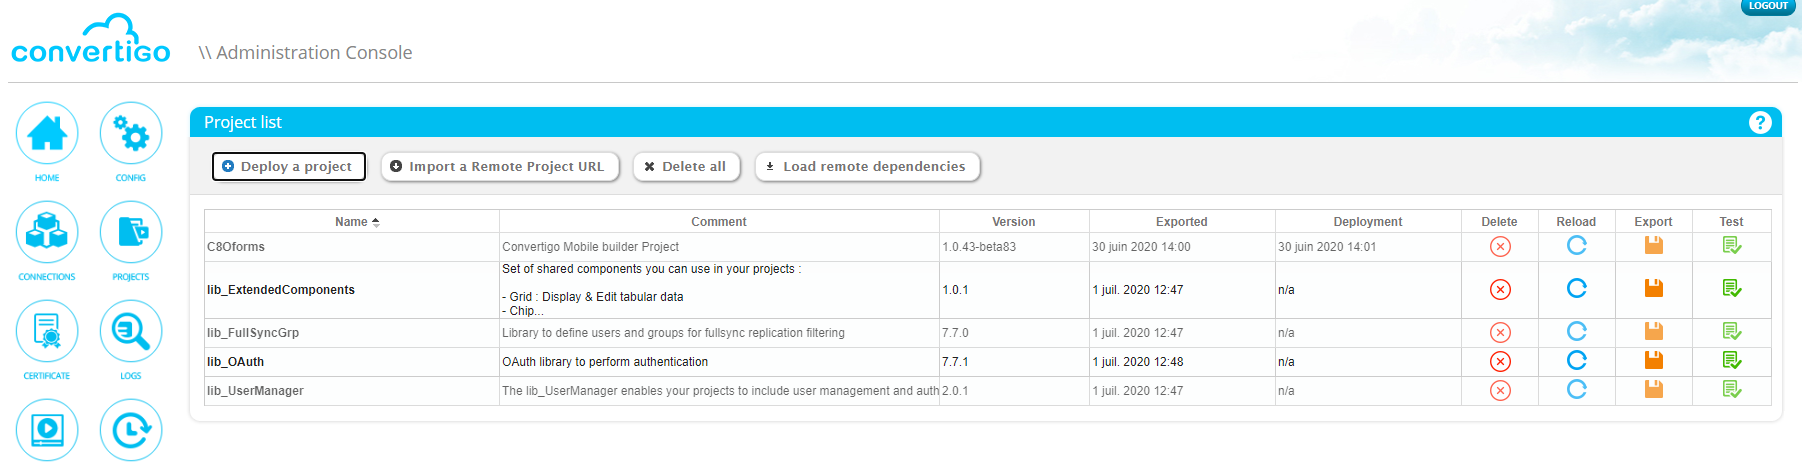 LOGOUT
convertigo
\\ Administration Console
Project list
?
Deploy a project
Import a Remote Project URL
Delete all
Load remote dependencies
Name Comment Version Exported Deployment Delete Reload Export Test
C8Oforms Convertigo Mobile builder Project 1.0.43-beta83 30 juin 2020 14:00 30 juin 2020 14:01
Set of shared components you can use in your projects :
lib_ExtendedComponents - Grid : Display & Edit tabular data 1.0.1 1 juil. 2020 12:47 n/a
- Chip...
lib_FullSyncGrp Library to define users and groups for fullsync replication filtering 7.7.0 1 juil. 2020 12:47 n/a
lib_OAuth OAuth library to perform authentication 7.7.1 1 juil. 2020 12:48 n/a
lib_UserManager The lib_UserManager enables your projects to include user management and auth 2.0.1 1 juil. 2020 12:47 n/a
HOME CONFIG
CONNECTIONS PROJECTS
CERTIFICATE LOGS